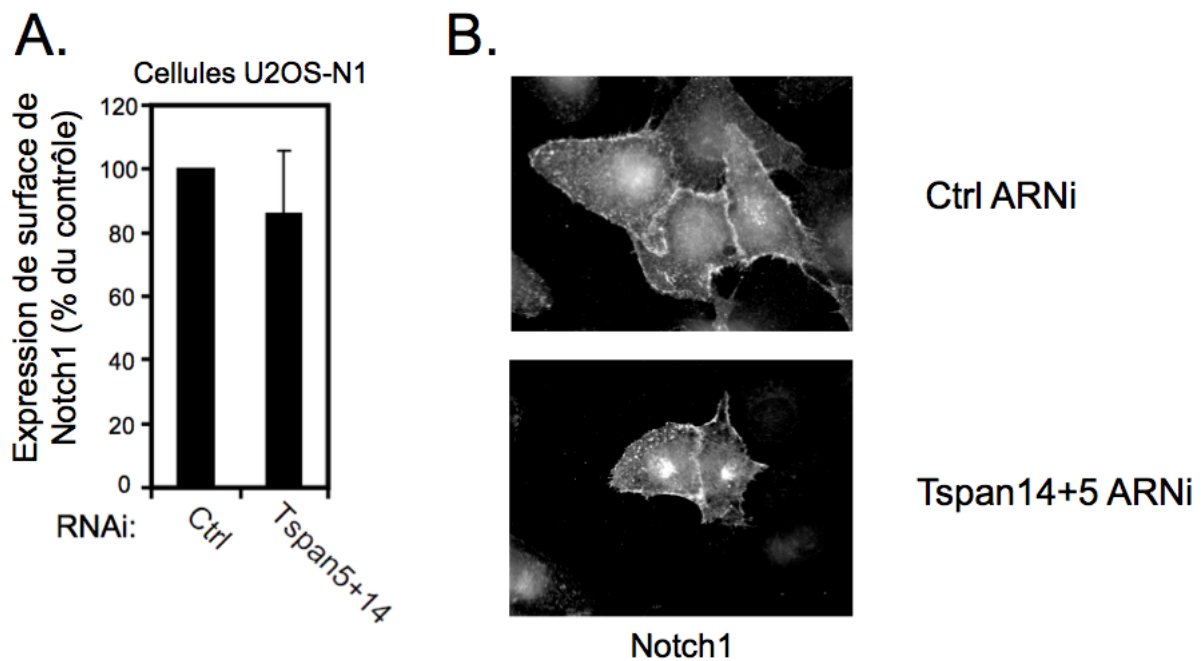 A.
Cellules U2OS-N1
Expression de surface de
Notch1 (% du contrôle)
120
100
80
60
40
20
0
RNAi:
Ctrl
Tspan5+14
B.
Ctrl ARNi
Tspan14+5 ARNi
Notch1